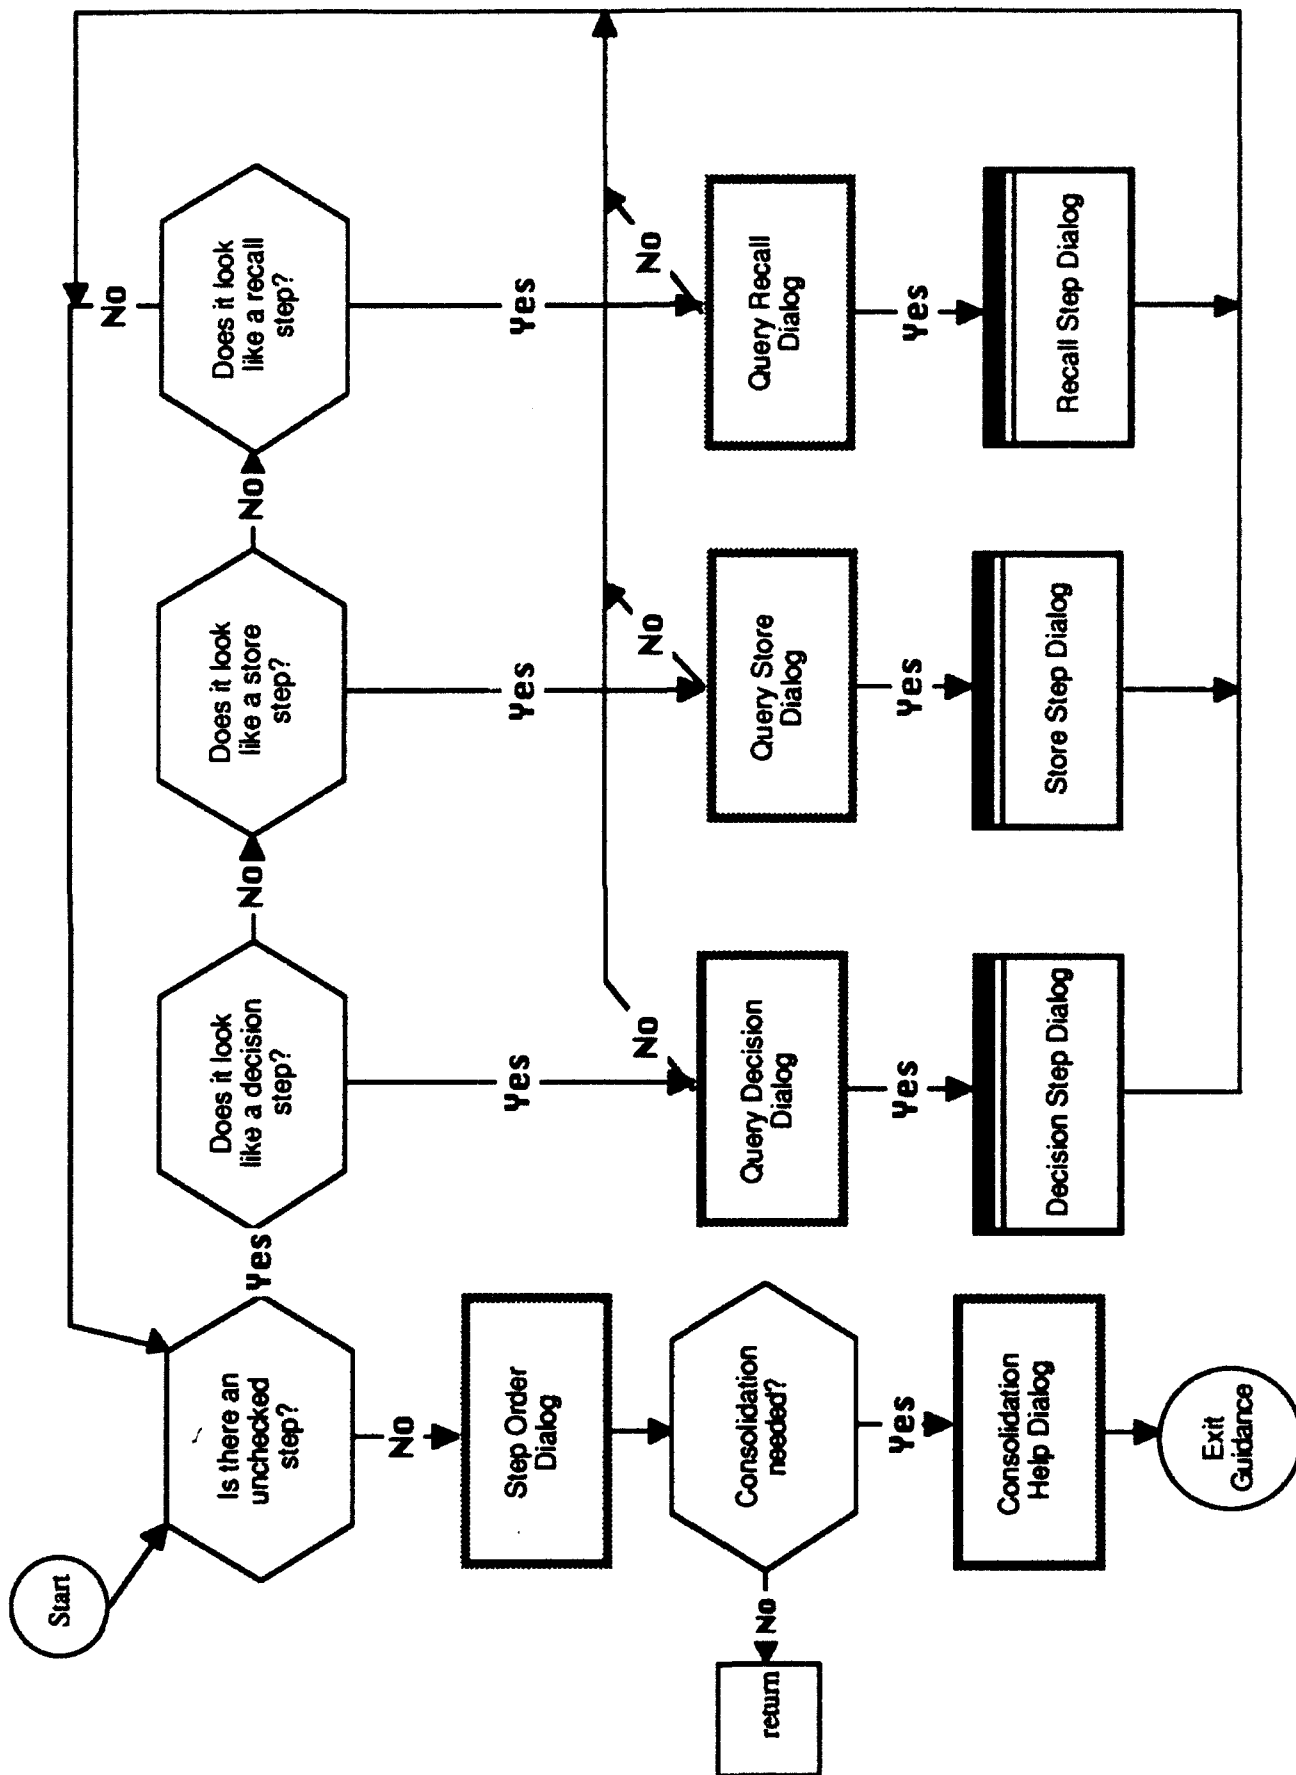 Start
Is there an
unchecked
step?
Yes
Does it look
like a decision
step?
No
Does it look
like a store
step?
No
Does it look
like a recall
step?
No
No
Yes
Yes
Yes
Step Order
Dialog
No
No
No
Query Decision
Dialog
Query Store
Dialog
Query Recall
Dialog
return
No
Consolidation
needed?
Yes
Yes
Yes
Yes
Consolidation
Help Dialog
Decision Step Dialog
Store Step Dialog
Recall Step Dialog
Exit
Guidance